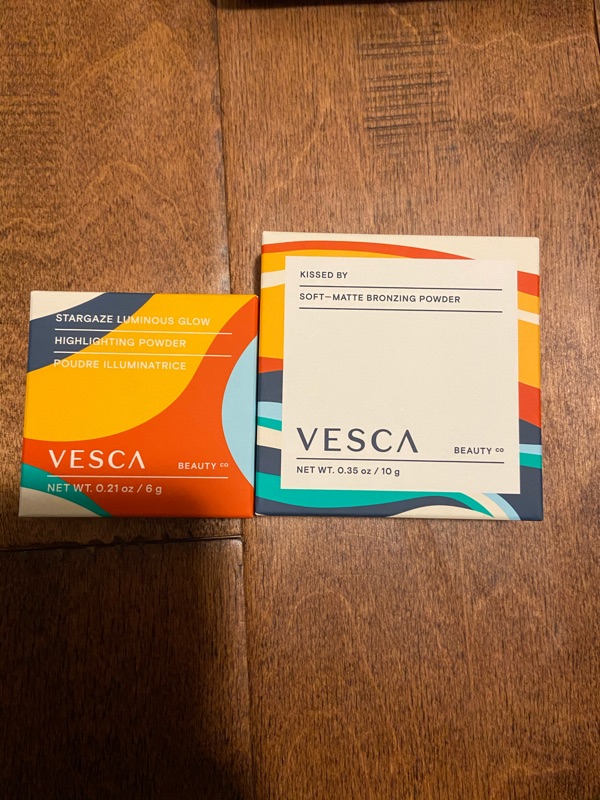 STARGAZE LUMINOUS GLOW
HIGHLIGHTING POWDER
POUDRE ILLUMINATRICE
VESCA
BEAUTY CO
NET WT. 0.21 oz / 6 g
KISSED BY
SOFT—MATTE BRONZING POWDER
VESCA
BEAUTY CO
NET WT. 0.35 oz / 10 g